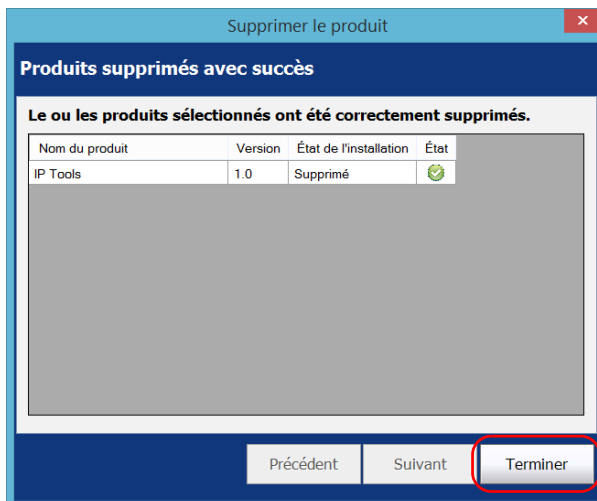 Supprimer le produit
Produits supprimés avec succès
Le ou les produits sélectionnés ont été correctement supprimés.
Nom du produit Version État de l'installation État
IP Tools 1.0 Supprimé
Précédent Suivant Terminer